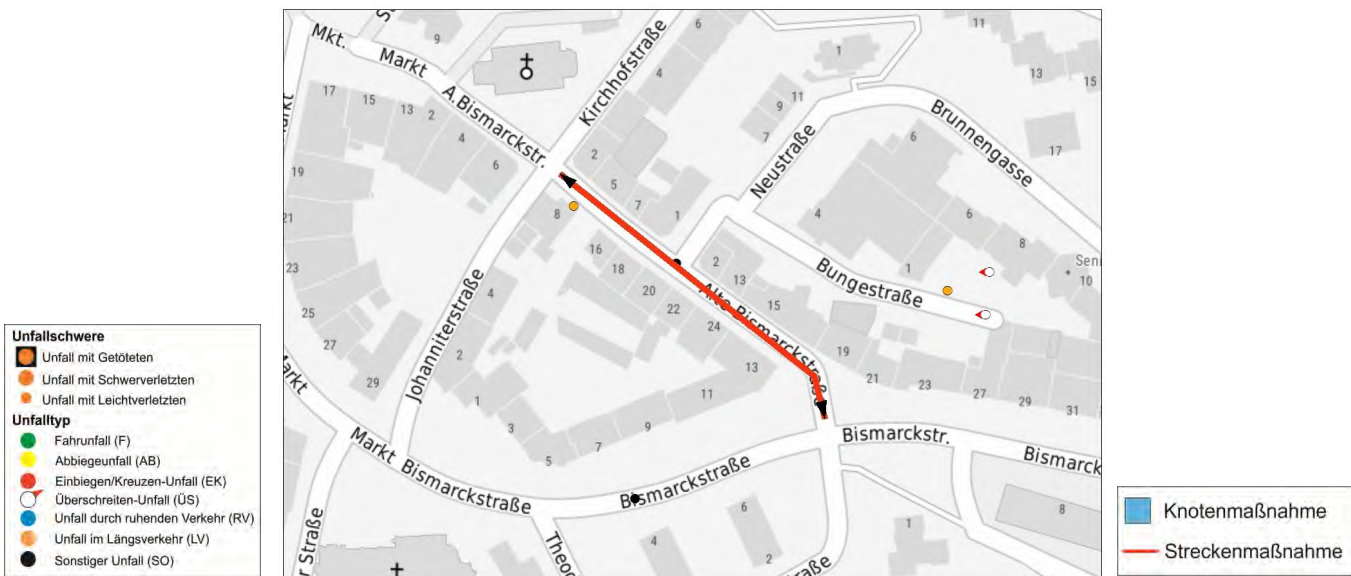 Unfallschwere
Unfall mit Getöteten
Unfall mit Schwerverletzten
Unfall mit Leichtverletzten
Unfalltyp
Fahrunfall (F)
Abbiegeunfall (AB)
Einbiegen/Kreuzen-Unfall (EK)
Überschreiten-Unfall (ÜS)
Unfall durch ruhenden Verkehr (RV)
Unfall im Längsverkehr (LV)
Sonstiger Unfall (SO)
Mkt.
Markt
A.Bismarckstr.
Kirchhofstraße
Neustraße
Brunnengasse
Bungestraße
Alte Bismarckstraße
Johanniterstraße
Markt
Bismarckstraße
Bismarckstraße
Bismarckstr.
Bismarck
9
6
4
1
11
13
15
17
15
13
2
4
6
19
21
23
25
27
29
2
5
7
1
8
16
18
20
22
24
2
13
15
19
21
23
27
29
31
9
11
7
6
17
4
6
8
10
1
4
2
1
3
5
7
9
11
13
6
4
2
1
8
Knotenmaßnahme
Streckenmaßnahme